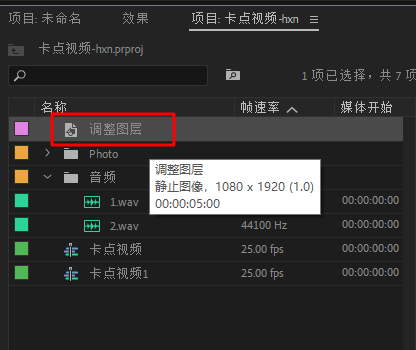 项目: 未命名 效果 项目: 卡点视频-hxn ≡
卡点视频-hxn.prproj
1 项已选择，共 7 项
名称 帧速率 媒体开始
调整图层
Photo
调整图层
静止图像, 1080 x 1920 (1.0)
00:00:05:00
音频
1.wav 00:00:00:00
2.wav 44100 Hz 00:00:00:00
卡点视频 25.00 fps 00:00:00:00
卡点视频1 25.00 fps 00:00:00:00